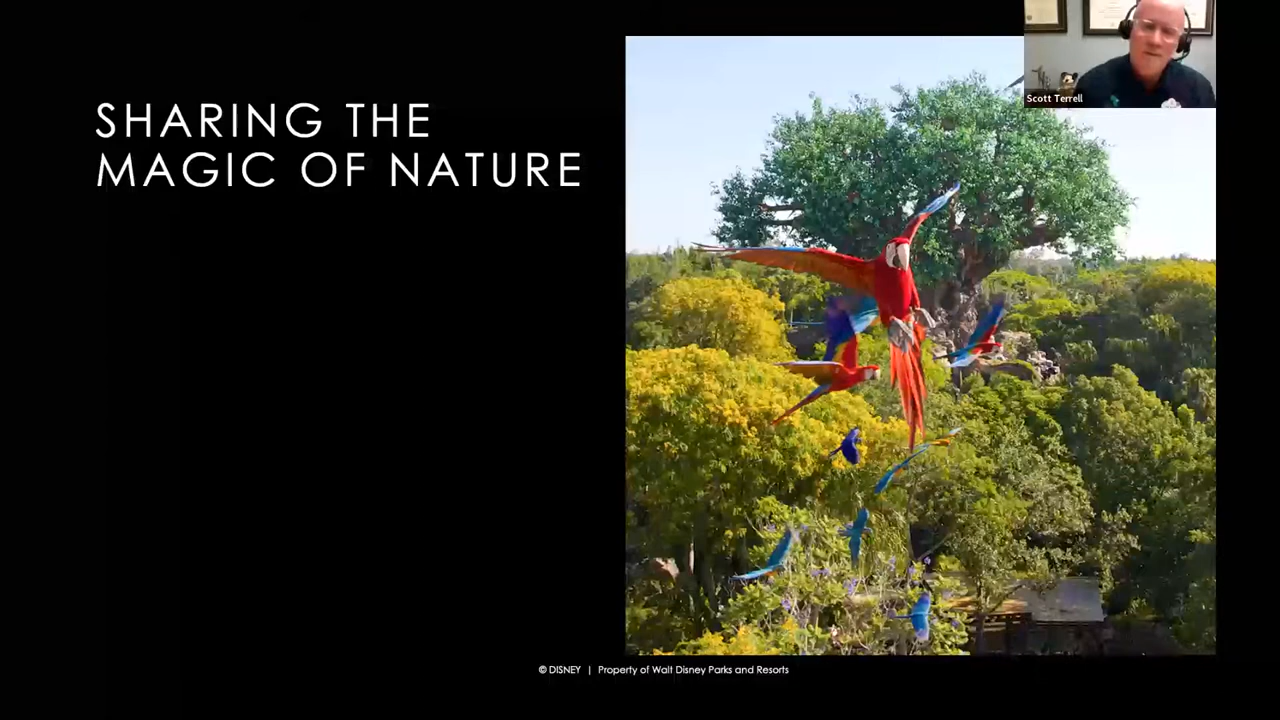 SHARING THE
MAGIC OF NATURE
Scott Terrell
© DISNEY | Property of Walt Disney Parks and Resorts